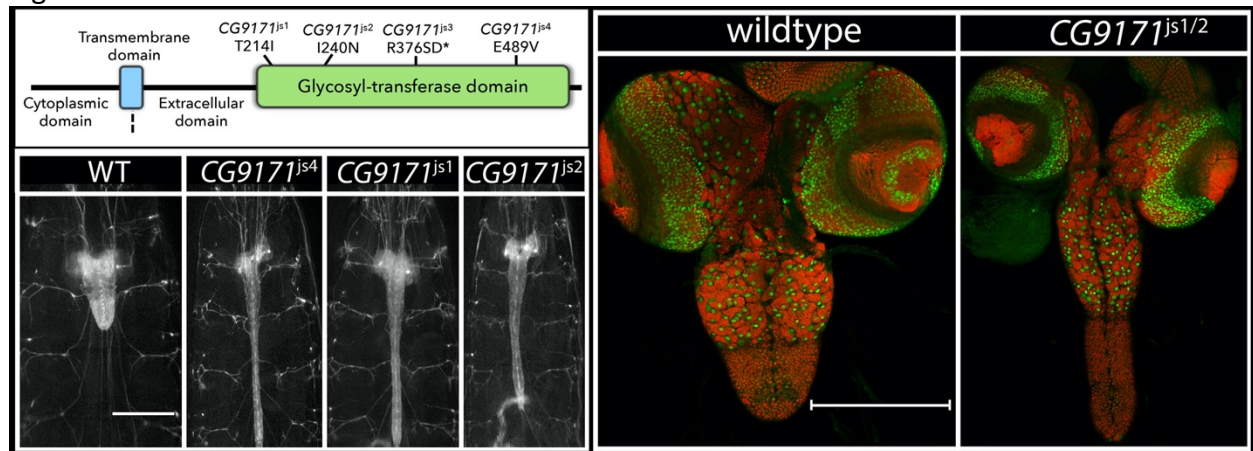 CG9171js1 CG9171js2 CG9171js3 CG9171js4
T214I I240N R376SD* E489V
Transmembrane
domain
Glycosyl-transferase domain
Cytoplasmic
domain
Extracellular
domain
WT CG9171js4 CG9171js1 CG9171js2
wildtype CG9171js1/2